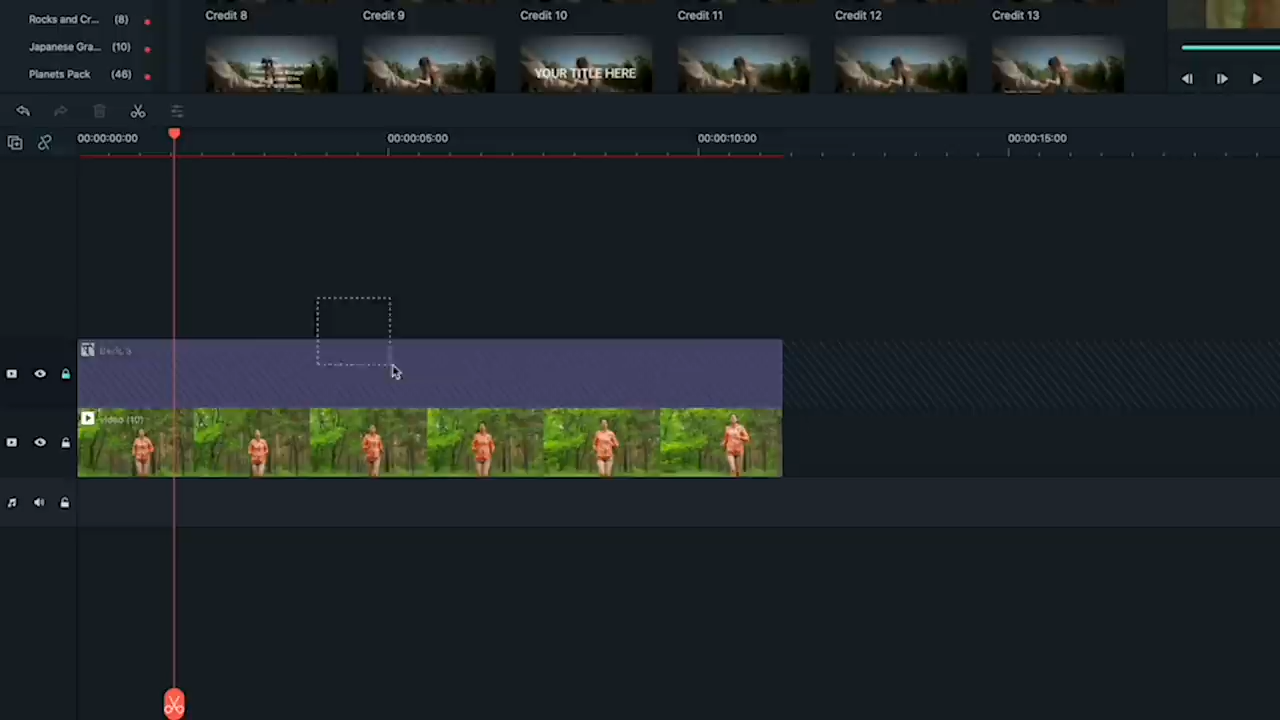 Rocks and Cr... (8)
Japanese Gra... (10)
Planets Pack (46)
Credit 8
Credit 9
Credit 10
Credit 11
Credit 12
Credit 13
YOUR TITLE HERE
00:00:00:00
00:00:05:00
00:00:10:00
00:00:15:00
video (10)